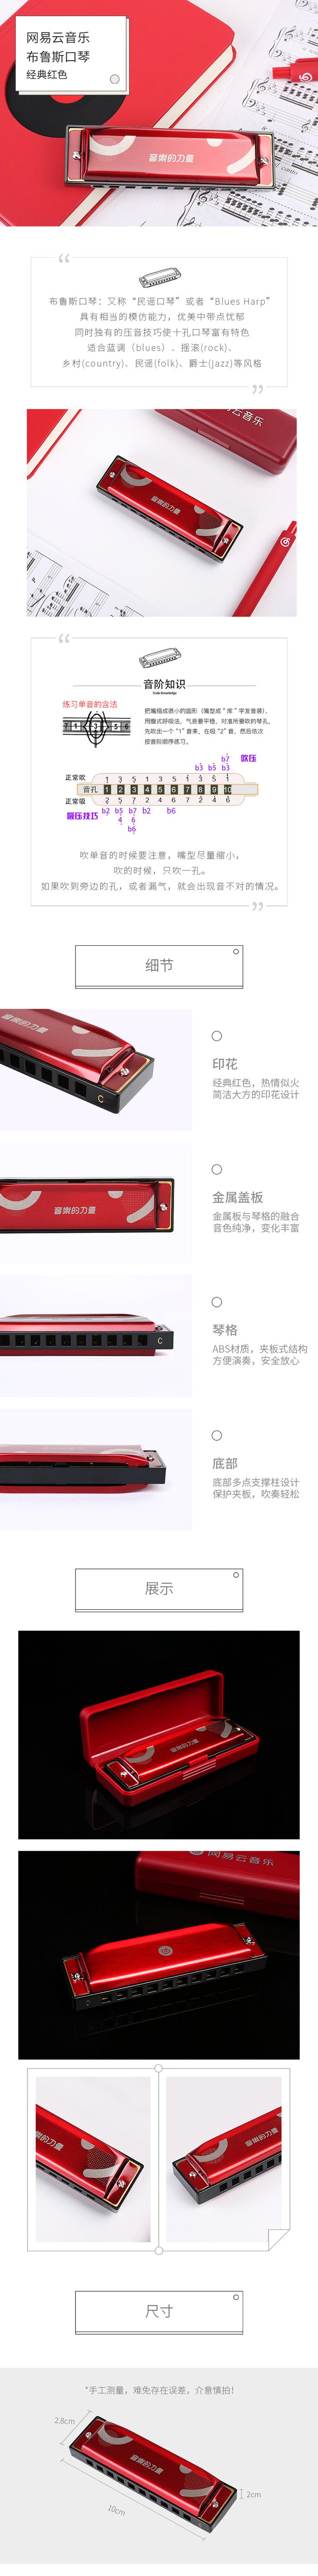 网易云音乐
布鲁斯口琴
经典红色
音樂的力量
canto
“
布鲁斯口琴：又称“民谣口琴”或者“Blues Harp”
具有相当的模仿能力，优美中带点忧郁
同时独有的压音技巧使十孔口琴富有特色
适合蓝调（blues）、摇滚(rock)、
乡村(country)、民谣(folk)、爵士(jazz)等风格
”
云音乐
音樂的力量
“
音阶知识
Scale knowledge
练习单音的含法
把嘴缩成很小的圆形（嘴型成“库”字发音装)，
用腹式呼吸法，气息要平稳，对准所要吹的琴孔，
先吹出一个“1”音来，在吸“2”音，然后依次
按音阶顺序练习。
b7 吹压
b3 b5 b3
正常吹 1 3 5 1 3 5 1 3 5 1
音孔 1 2 3 4 5 6 7 8 9 10
正常吸 2 5 7 2 4 6 7 2 4 6
吸压技巧 b2 b5 b7 b2 b6
4 6
b6
吹单音的时候要注意，嘴型尽量缩小，
吹的时候，只吹一孔。
如果吹到旁边的孔，或者漏气，就会出现音不对的情况。
”
细节
的力量
C
印花
经典红色，热情似火
简洁大方的印花设计
音樂的力量
金属盖板
金属板与琴格的融合
音色纯净，变化丰富
C
琴格
ABS材质，夹板式结构
方便演奏，安全放心
底部
底部多点支撑柱设计
保护夹板，吹奏轻松
展示
音樂的力量
网易云音乐
樂的力量
音樂的力量
尺寸
*手工测量，难免存在误差，介意慎拍！
2.8cm
音樂的力量
2cm
10cm